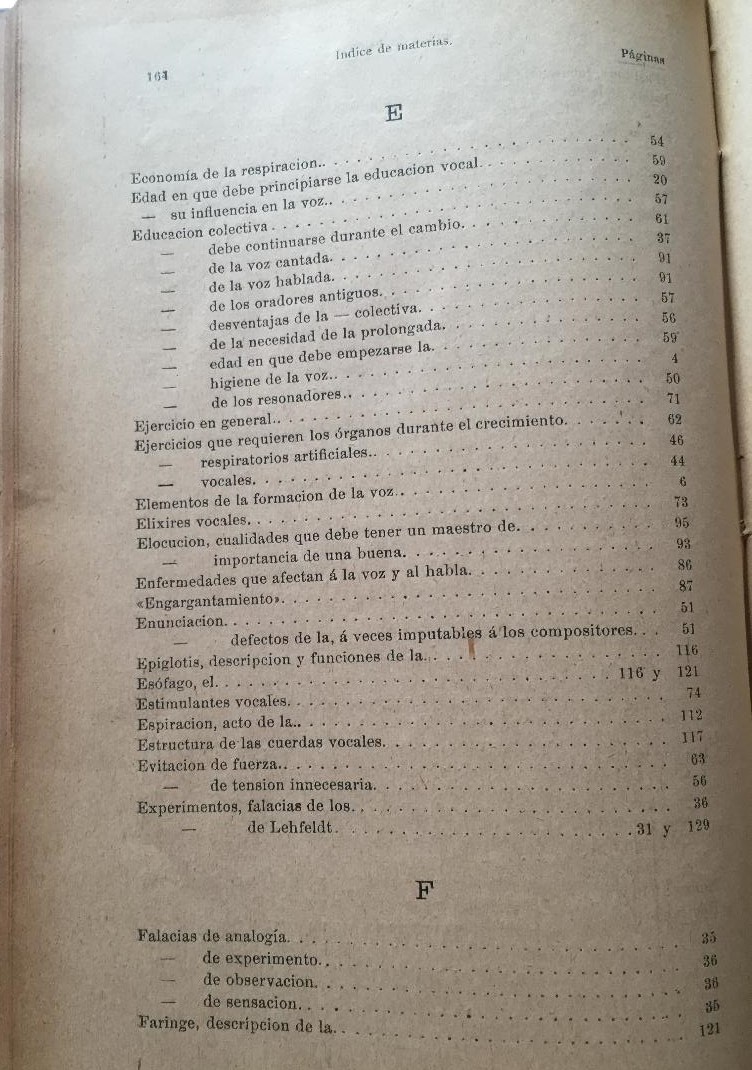 164 Indice de materias. Páginas
E
Economía de la respiracion. 54
Edad en que debe principiarse la educacion vocal. 59
— su influencia en la voz. 20
Educacion colectiva 57
— debe continuarse durante el cambio. 61
— de la voz cantada. 37
— de la voz hablada. 91
— de los oradores antiguos. 91
— desventajas de la — colectiva. 57
— de la necesidad de la prolongada. 56
— edad en que debe empezarse la. 59
— higiene de la voz. 4
— de los resonadores. 50
Ejercicio en general. 71
Ejercicios que requieren los órganos durante el crecimiento. 62
— respiratorios artificiales. 46
— vocales. 44
Elementos de la formacion de la voz. 6
Elixires vocales. 73
Elocucion, cualidades que debe tener un maestro de. 95
— importancia de una buena. 93
Enfermedades que afectan á la voz y al habla. 86
«Engargantamiento». 87
Enunciacion. 51
— defectos de la, á veces imputables á los compositores. 51
Epiglotis, descripcion y funciones de la. 116
Esófago, el. 116 y 121
Estimulantes vocales. 74
Espiracion, acto de la. 112
Estructura de las cuerdas vocales. 117
Evitacion de fuerza. 63
— de tension innecesaria. 56
Experimentos, falacias de los. 36
— de Lehfeldt. 31 y 129
F
Falacias de analogía. 35
— de experimento. 36
— de observacion. 36
— de sensacion. 35
Faringe, descripcion de la. 121